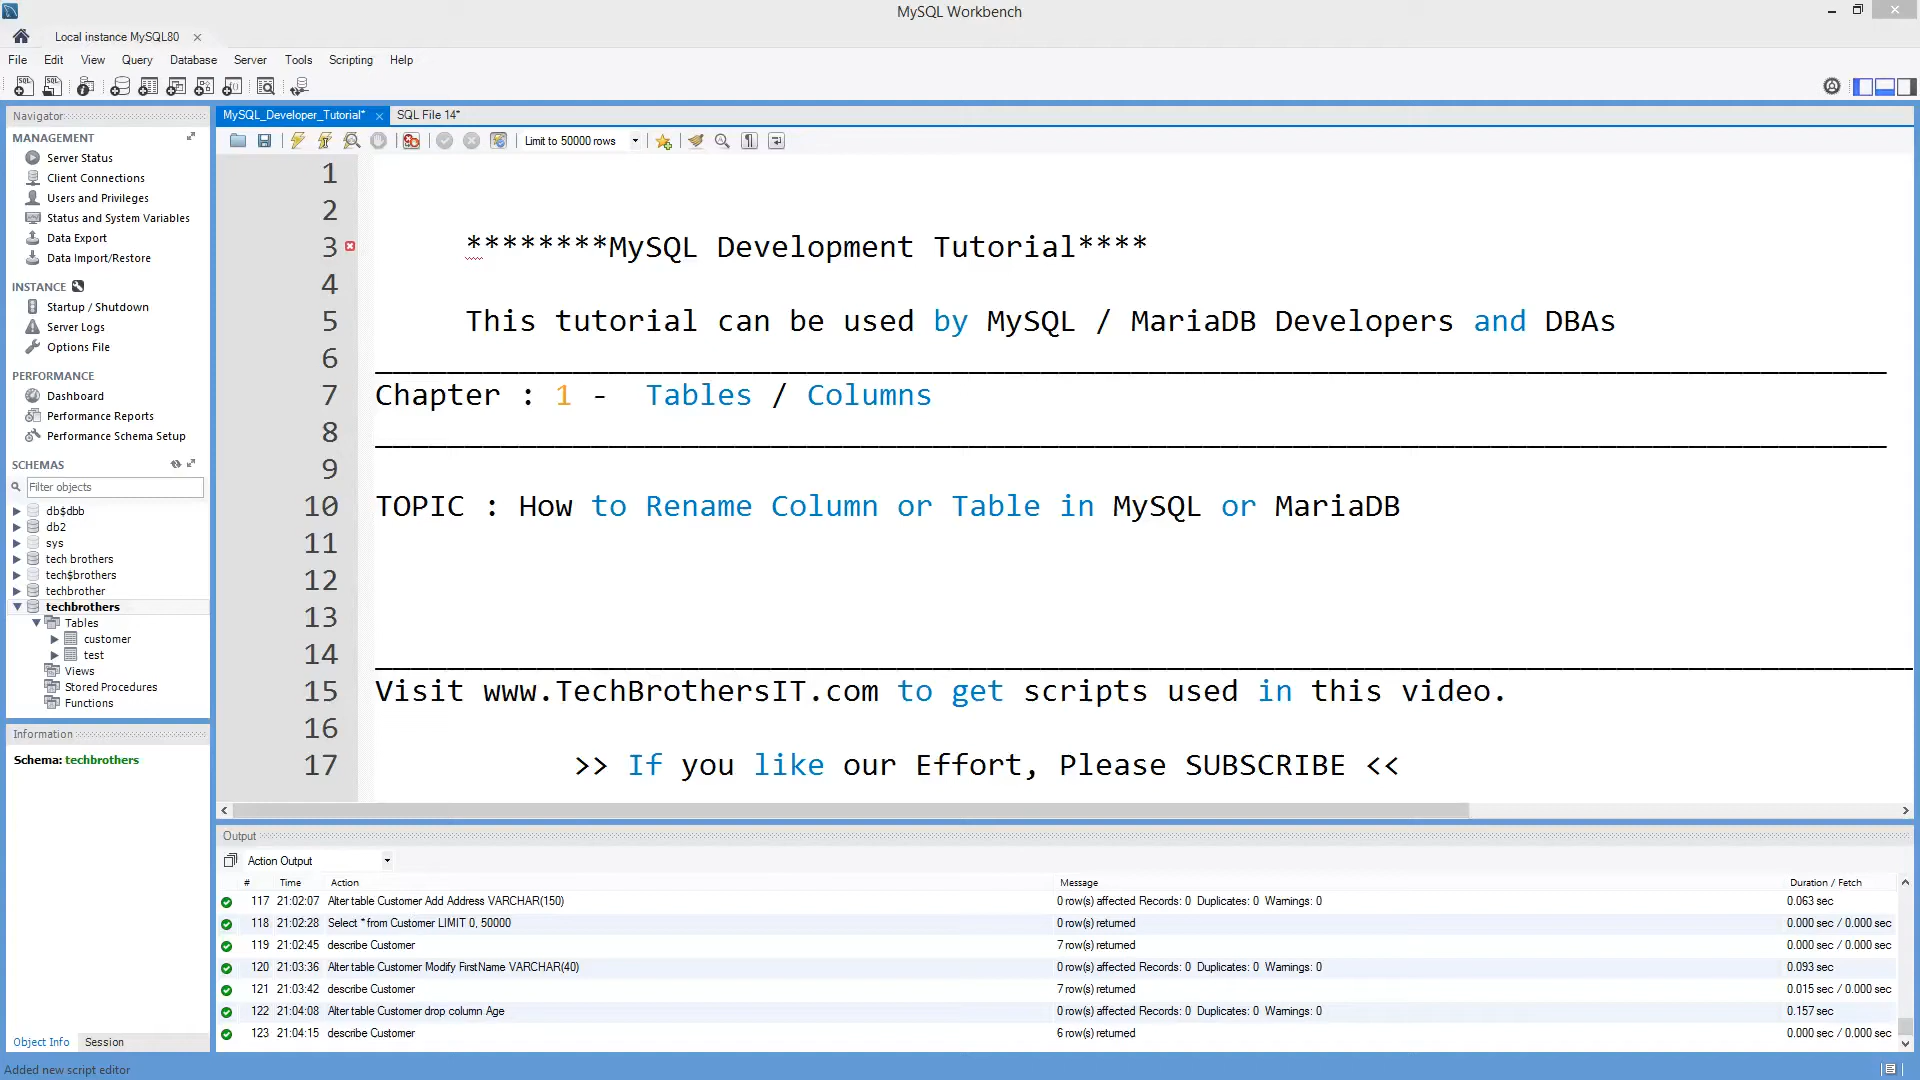 MySQL Workbench
Local instance MySQL80
File Edit View Query Database Server Tools Scripting Help
Navigator
MANAGEMENT
Server Status
Client Connections
Users and Privileges
Status and System Variables
Data Export
Data Import/Restore
INSTANCE
Startup / Shutdown
Server Logs
Options File
PERFORMANCE
Dashboard
Performance Reports
Performance Schema Setup
SCHEMAS
Filter objects
db$dbb
db2
sys
tech brothers
tech$brothers
techbrother
techbrothers
Tables
customer
test
Views
Stored Procedures
Functions
Information
Schema: techbrothers
Object Info Session
MySQL_Developer_Tutorial* SQL File 14*
Limit to 50000 rows
1
2
3 ********MySQL Development Tutorial****
4
5 This tutorial can be used by MySQL / MariaDB Developers and DBAs
6
7 Chapter : 1 - Tables / Columns
8
9
10 TOPIC : How to Rename Column or Table in MySQL or MariaDB
11
12
13
14
15 Visit www.TechBrothersIT.com to get scripts used in this video.
16
17 >> If you like our Effort, Please SUBSCRIBE <<
Output
Action Output
# Time Action Message Duration / Fetch
117 21:02:07 Alter table Customer Add Address VARCHAR(150) 0 row(s) affected Records: 0 Duplicates: 0 Warnings: 0 0.063 sec
118 21:02:28 Select * from Customer LIMIT 0, 50000 0 row(s) returned 0.000 sec / 0.000 sec
119 21:02:45 describe Customer 7 row(s) returned 0.000 sec / 0.000 sec
120 21:03:36 Alter table Customer Modify FirstName VARCHAR(40) 0 row(s) affected Records: 0 Duplicates: 0 Warnings: 0 0.093 sec
121 21:03:42 describe Customer 7 row(s) returned 0.015 sec / 0.000 sec
122 21:04:08 Alter table Customer drop column Age 0 row(s) affected Records: 0 Duplicates: 0 Warnings: 0 0.157 sec
123 21:04:15 describe Customer 6 row(s) returned 0.000 sec / 0.000 sec
Added new script editor